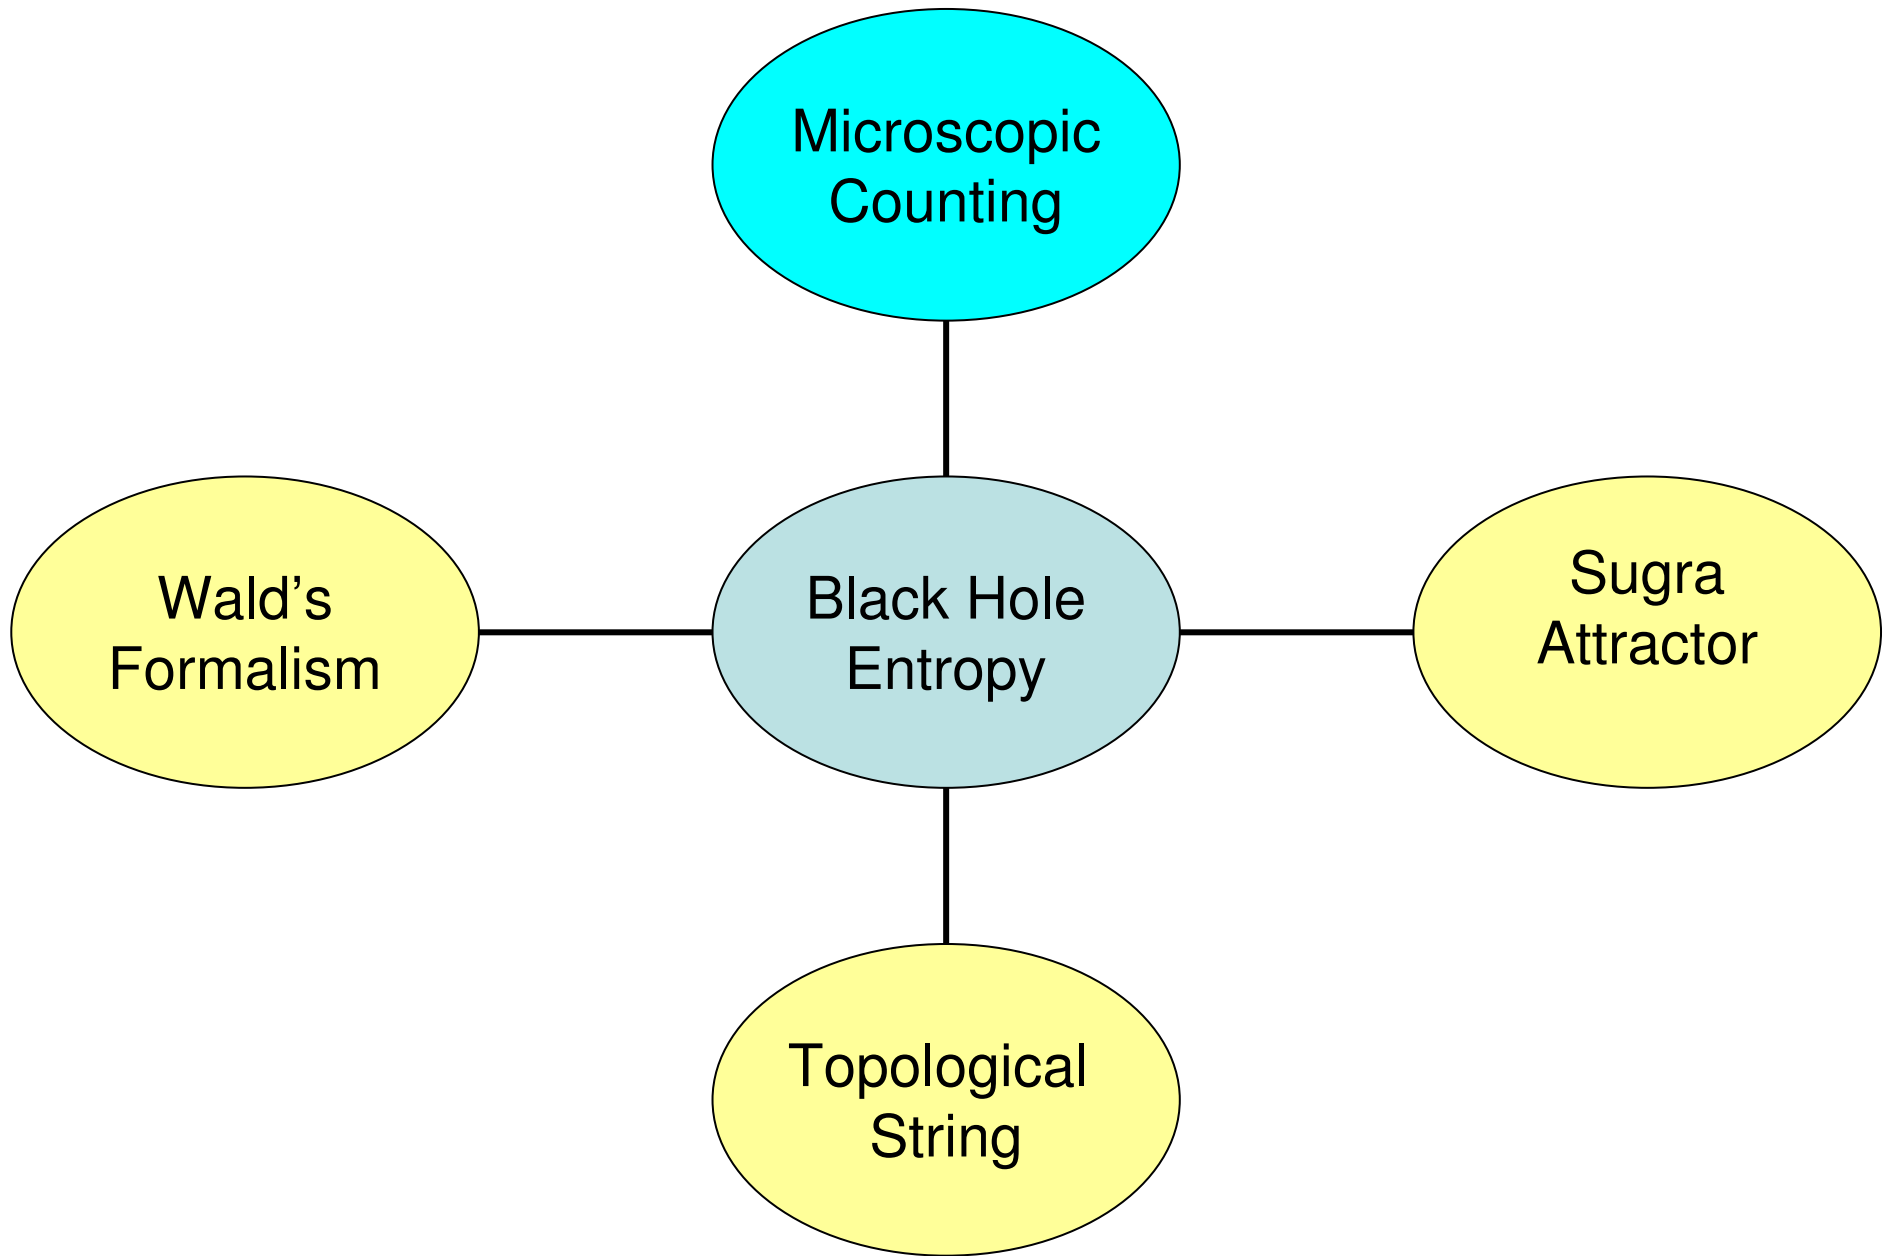 Microscopic
Counting
Wald’s
Formalism
Black Hole
Entropy
Sugra
Attractor
Topological
String